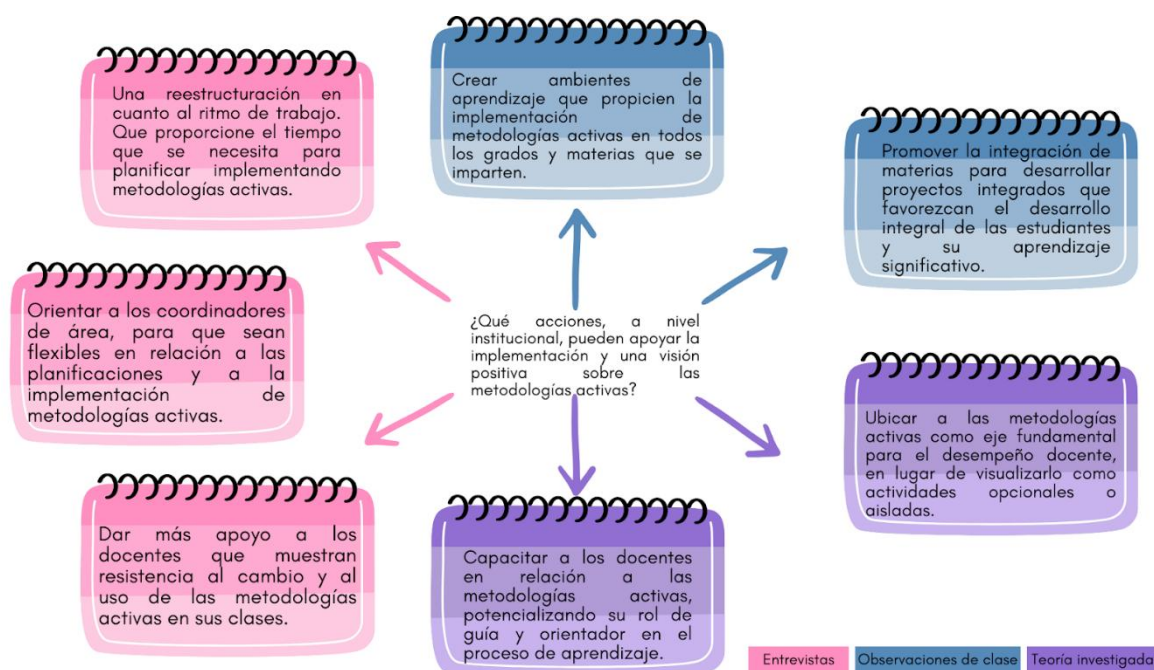 Una reestructuración en
cuanto al ritmo de trabajo.
Que proporcione el tiempo
que se necesita para
planificar implementando
metodologías activas.
Crear ambientes de
aprendizaje que propicien la
implementación de
metodologías activas en todos
los grados y materias que se
imparten.
Promover la integración de
materias para desarrollar
proyectos integrados que
favorezcan el desarrollo
integral de las estudiantes
y su aprendizaje
significativo.
Orientar a los coordinadores
de área, para que sean
flexibles en relación a las
planificaciones y a la
implementación de
metodologías activas.
¿Qué acciones, a nivel
institucional, pueden apoyar la
implementación y una visión
positiva sobre las
metodologías activas?
Ubicar a las metodologías
activas como eje fundamental
para el desempeño docente,
en lugar de visualizarlo como
actividades opcionales o
aisladas.
Dar más apoyo a los
docentes que muestran
resistencia al cambio y al
uso de las metodologías
activas en sus clases.
Capacitar a los docentes
en relación a las
metodologías activas,
potencializando su rol de
guía y orientador en el
proceso de aprendizaje.
Entrevistas Observaciones de clase Teoría investigada